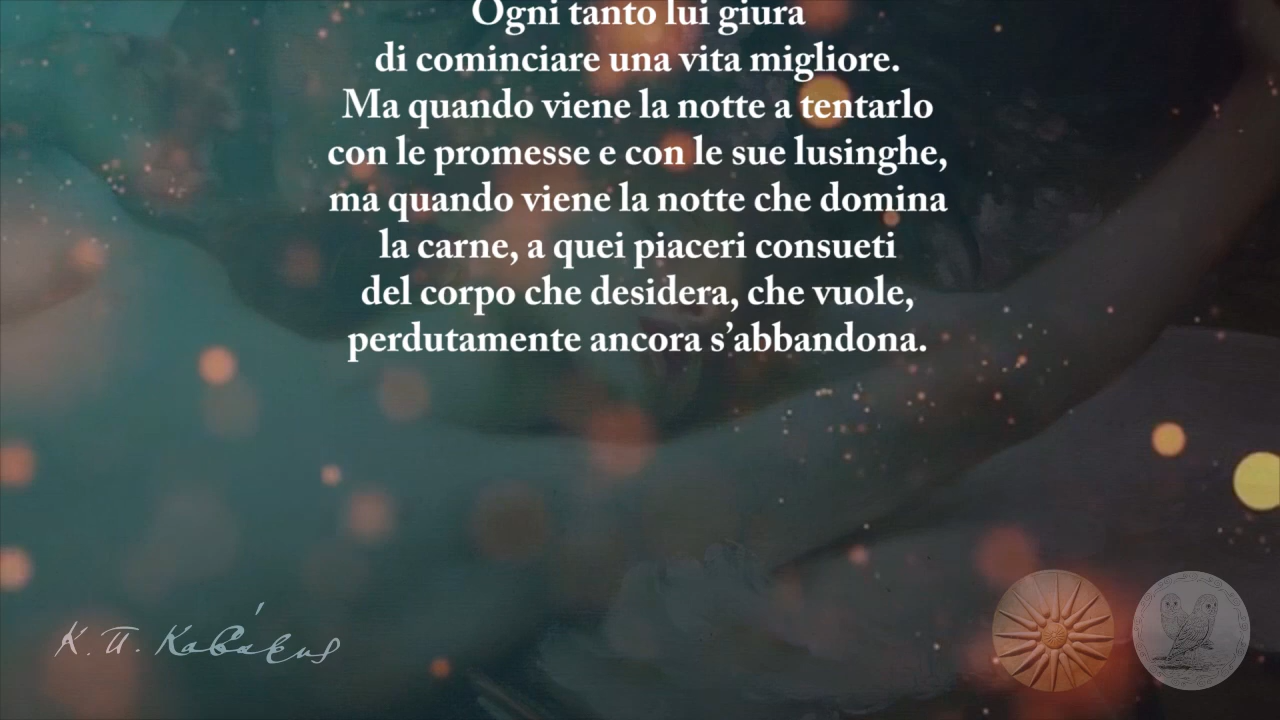 Ogni tanto lui giura
di cominciare una vita migliore.
Ma quando viene la notte a tentarlo
con le promesse e con le sue lusinghe,
ma quando viene la notte che domina
la carne, a quei piaceri consueti
del corpo che desidera, che vuole,
perdutamente ancora s’abbandona.
Κ. Π. Καβάφης